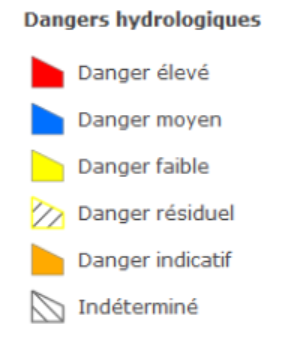 Dangers hydrologiques
Danger élevé
Danger moyen
Danger faible
Danger résiduel
Danger indicatif
Indéterminé